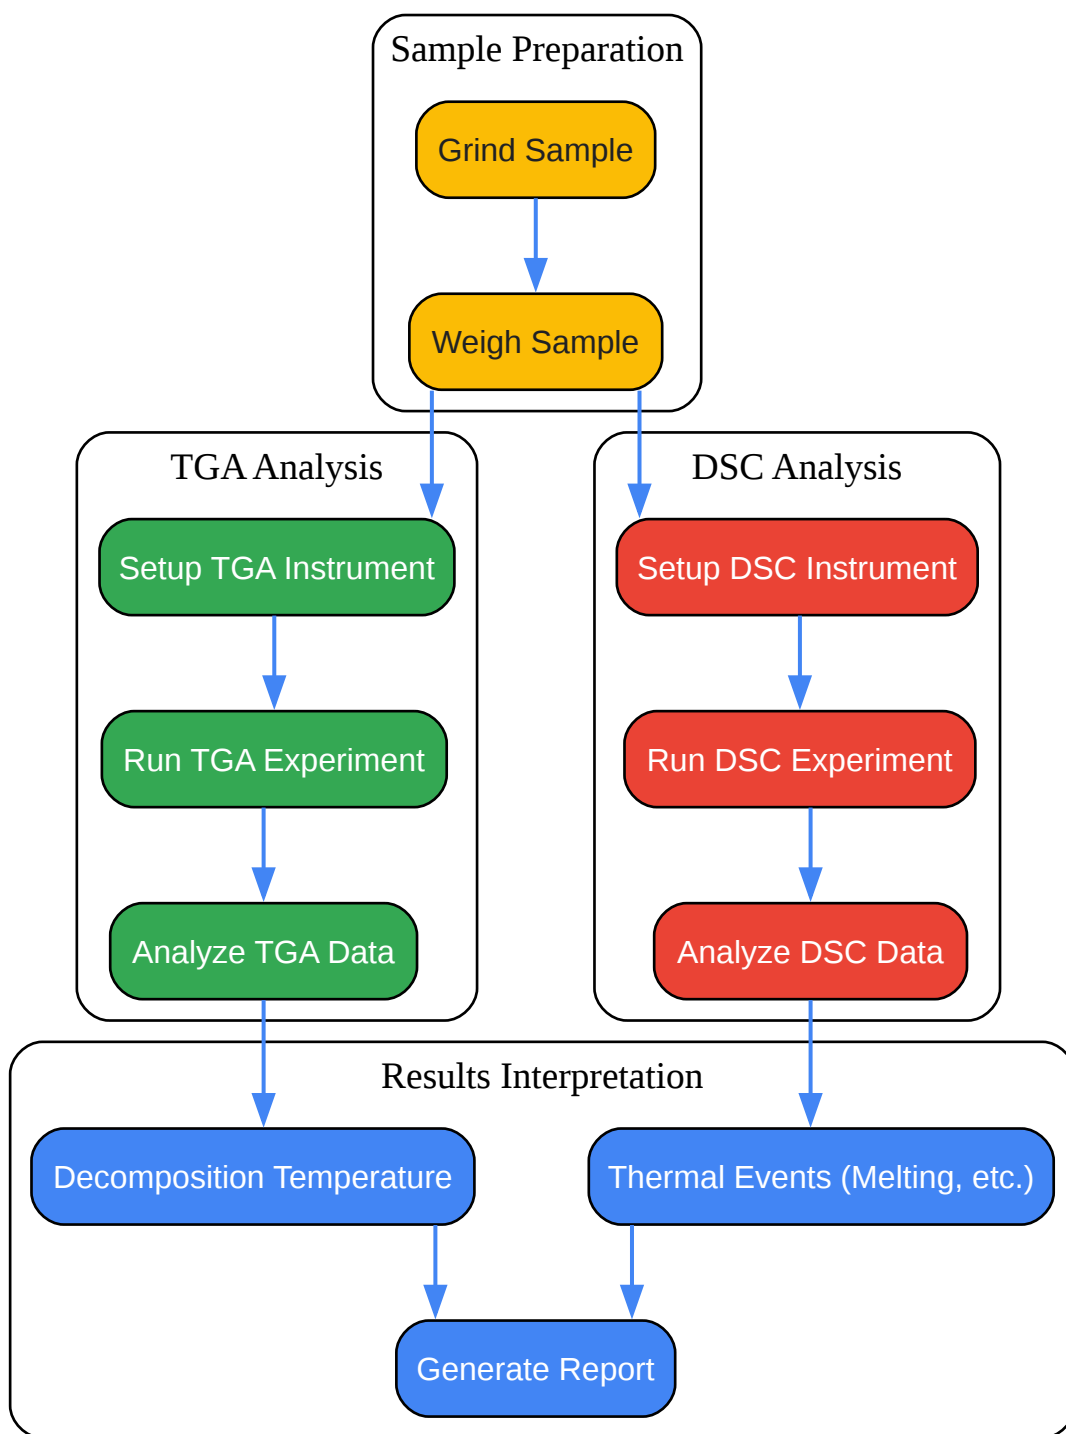 Sample Preparation
Grind Sample
Weigh Sample
TGA Analysis
Setup TGA Instrument
Run TGA Experiment
Analyze TGA Data
DSC Analysis
Setup DSC Instrument
Run DSC Experiment
Analyze DSC Data
Results Interpretation
Decomposition Temperature
Thermal Events (Melting, etc.)
Generate Report